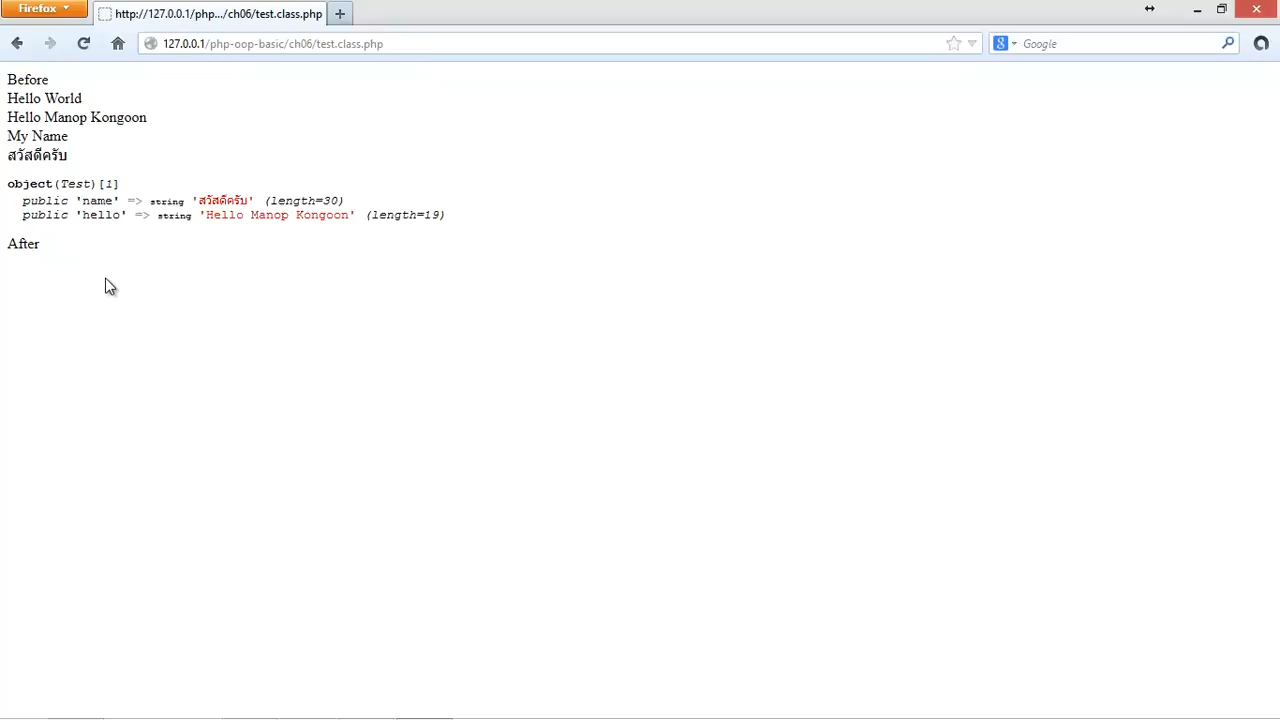 Firefox
http://127.0.0.1/php.../ch06/test.class.php
127.0.0.1/php-oop-basic/ch06/test.class.php
Google
Before
Hello World
Hello Manop Kongoon
My Name
สวัสดีครับ
object(Test)[1]
public 'name' => string 'สวัสดีครับ' (length=30)
public 'hello' => string 'Hello Manop Kongoon' (length=19)
After